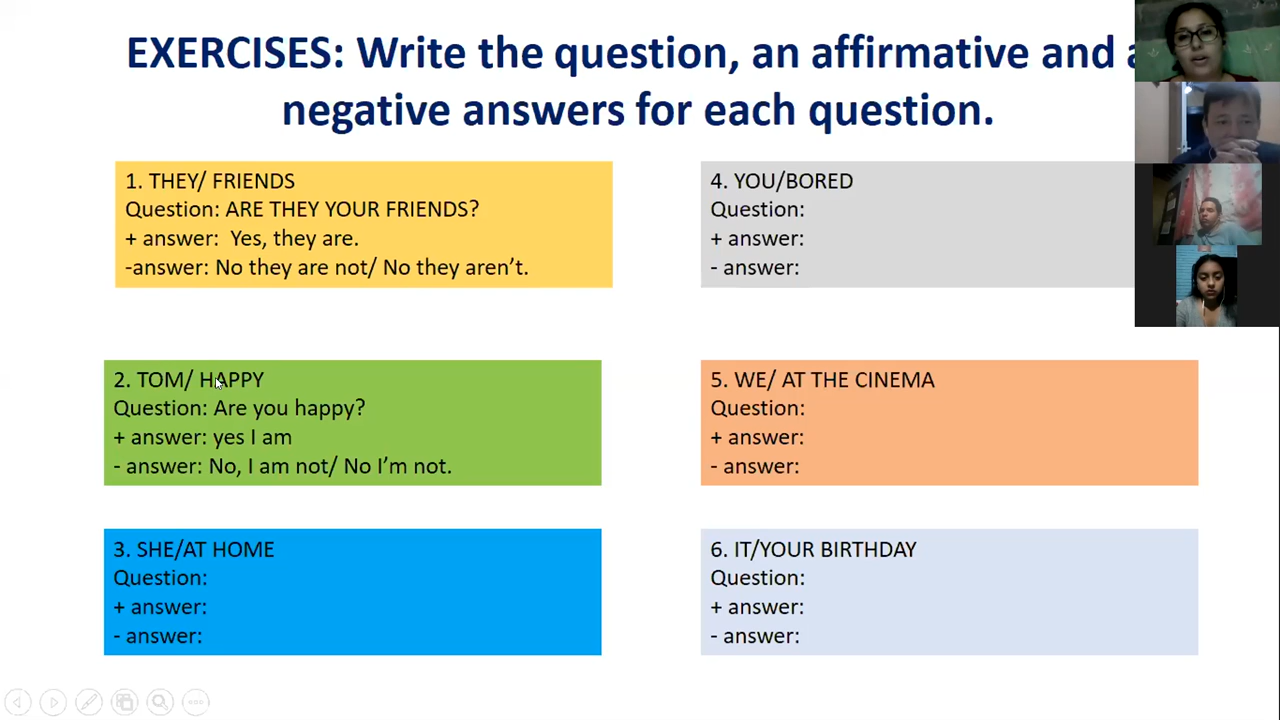 EXERCISES: Write the question, an affirmative and
negative answers for each question.
1. THEY/ FRIENDS
Question: ARE THEY YOUR FRIENDS?
+ answer:  Yes, they are.
-answer: No they are not/ No they aren’t.
2. TOM/ HAPPY
Question: Are you happy?
+ answer: yes I am
- answer: No, I am not/ No I’m not.
3. SHE/AT HOME
Question:
+ answer:
- answer:
4. YOU/BORED
Question:
+ answer:
- answer:
5. WE/ AT THE CINEMA
Question:
+ answer:
- answer:
6. IT/YOUR BIRTHDAY
Question:
+ answer:
- answer: